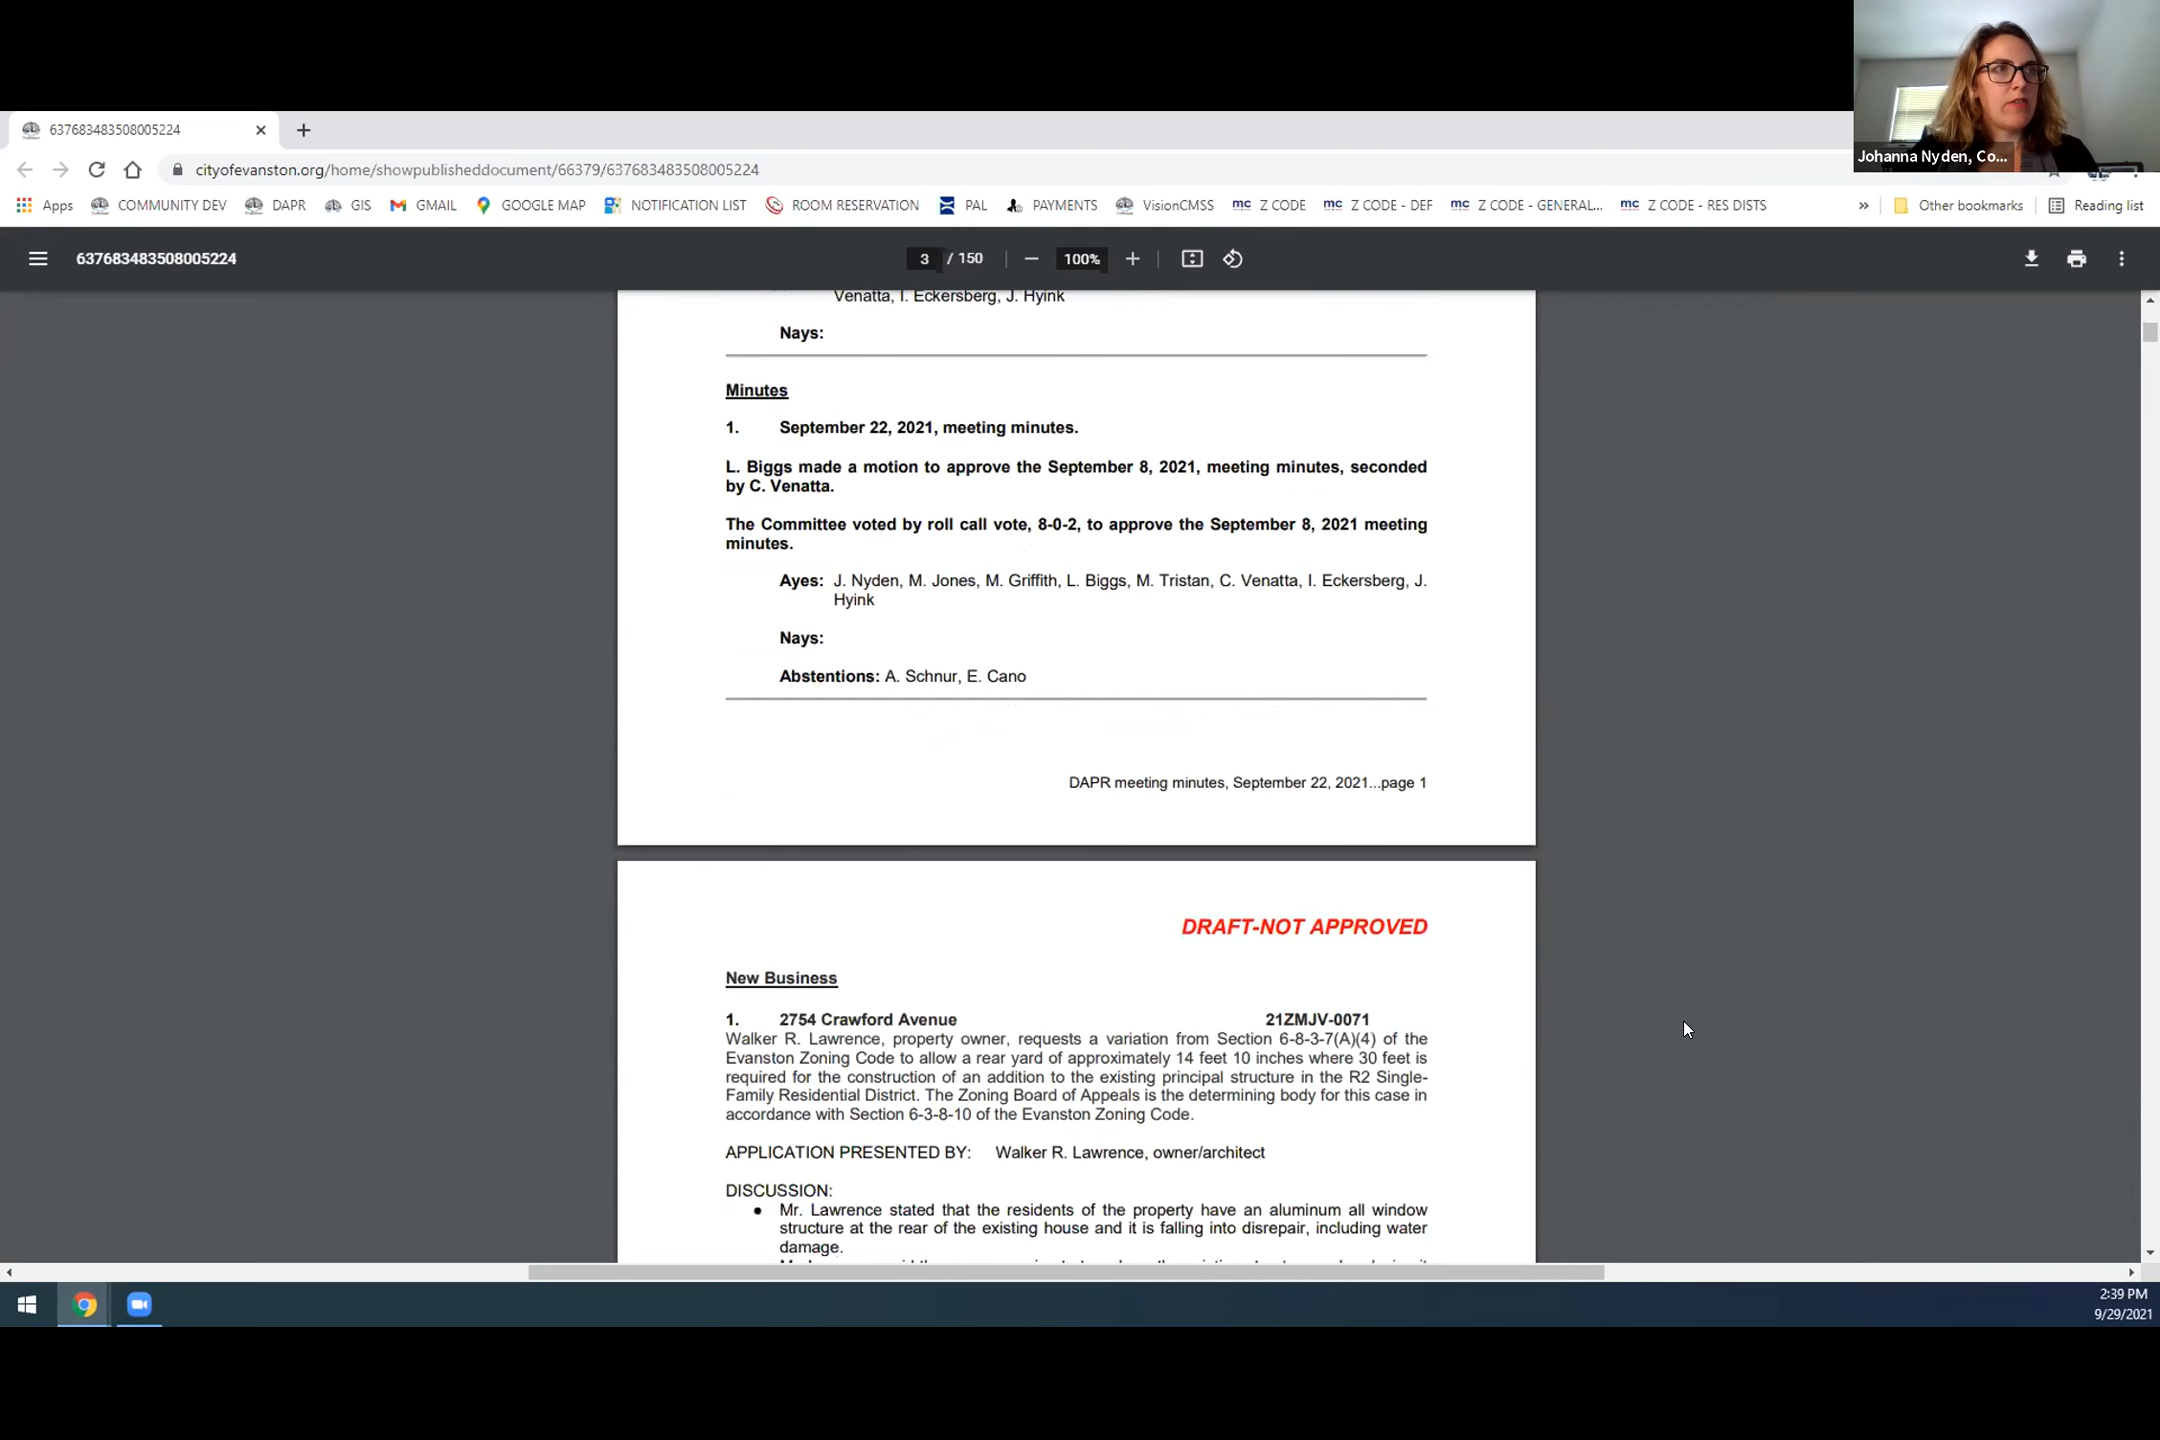 Johanna Nyden, Co...
637683483508005224
cityofevanston.org/home/showpublisheddocument/66379/637683483508005224
Apps COMMUNITY DEV DAPR GIS GMAIL GOOGLE MAP NOTIFICATION LIST ROOM RESERVATION PAL PAYMENTS VisionCMSS mc Z CODE mc Z CODE - DEF mc Z CODE - GENERAL... mc Z CODE - RES DISTS » Other bookmarks Reading list
637683483508005224 3 / 150 100%
Venatta, I. Eckersberg, J. Hyink
Nays:
Minutes
1. September 22, 2021, meeting minutes.
L. Biggs made a motion to approve the September 8, 2021, meeting minutes, seconded
by C. Venatta.
The Committee voted by roll call vote, 8-0-2, to approve the September 8, 2021 meeting
minutes.
Ayes: J. Nyden, M. Jones, M. Griffith, L. Biggs, M. Tristan, C. Venatta, I. Eckersberg, J.
Hyink
Nays:
Abstentions: A. Schnur, E. Cano
DAPR meeting minutes, September 22, 2021...page 1
DRAFT-NOT APPROVED
New Business
1. 2754 Crawford Avenue 21ZMJV-0071
Walker R. Lawrence, property owner, requests a variation from Section 6-8-3-7(A)(4) of the
Evanston Zoning Code to allow a rear yard of approximately 14 feet 10 inches where 30 feet is
required for the construction of an addition to the existing principal structure in the R2 Single-
Family Residential District. The Zoning Board of Appeals is the determining body for this case in
accordance with Section 6-3-8-10 of the Evanston Zoning Code.
APPLICATION PRESENTED BY: Walker R. Lawrence, owner/architect
DISCUSSION:
● Mr. Lawrence stated that the residents of the property have an aluminum all window
structure at the rear of the existing house and it is falling into disrepair, including water
damage.
2:39 PM
9/29/2021